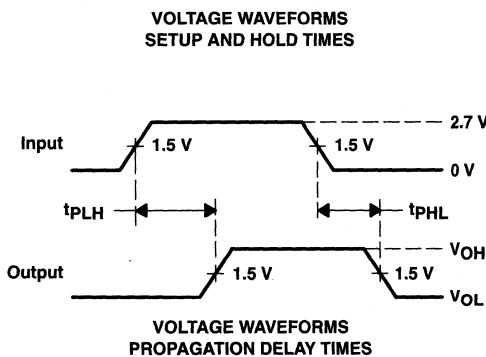 VOLTAGE WAVEFORMS
SETUP AND HOLD TIMES
2.7 V
Input
1.5 V
1.5 V
0 V
tPLH
tPHL
VOH
Output
1.5 V
1.5 V
VOL
VOLTAGE WAVEFORMS
PROPAGATION DELAY TIMES